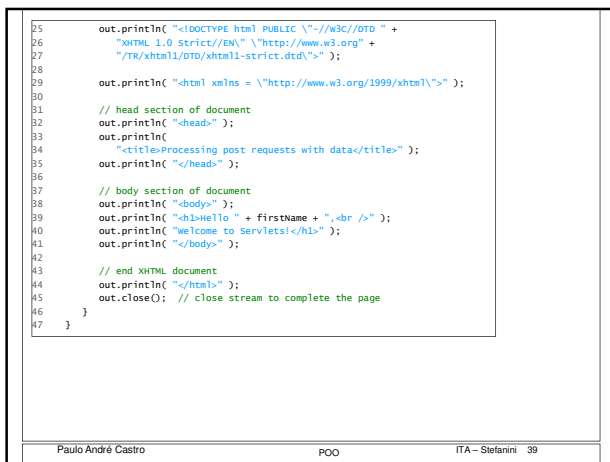 25 out.println( "<!DOCTYPE html PUBLIC \"-//W3C//DTD " +
26 "XHTML 1.0 Strict//EN\" \"http://www.w3.org" +
27 "/TR/xhtml1/DTD/xhtml1-strict.dtd\">" );
28
29 out.println( "<html xmlns = \"http://www.w3.org/1999/xhtml\">" );
30
31 // head section of document
32 out.println( "<head>" );
33 out.println(
34 "<title>Processing post requests with data</title>" );
35 out.println( "</head>" );
36
37 // body section of document
38 out.println( "<body>" );
39 out.println( "<h1>Hello " + firstName + ",<br />" );
40 out.println( "Welcome to Servlets!</h1>" );
41 out.println( "</body>" );
42
43 // end XHTML document
44 out.println( "</html>" );
45 out.close(); // close stream to complete the page
46 }
47 }
Paulo André Castro POO ITA – Stefanini 39